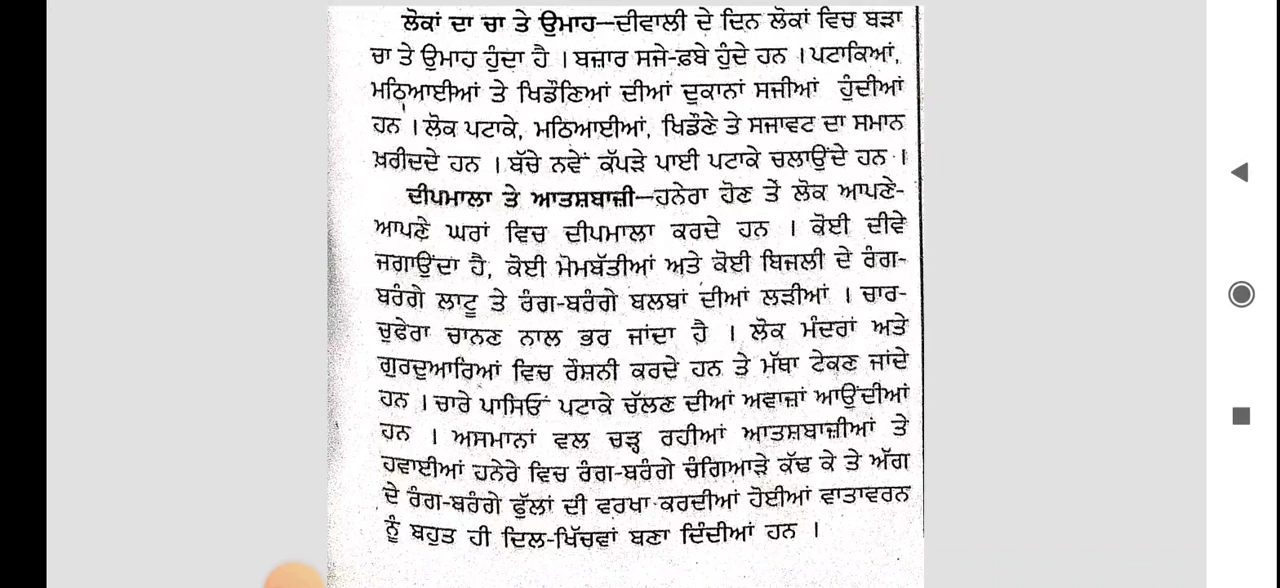 ਲੋਕਾਂ ਦਾ ਚਾ ਤੇ ਉਮਾਹ—ਦੀਵਾਲੀ ਦੇ ਦਿਨ ਲੋਕਾਂ ਵਿਚ ਬੜਾ
ਚਾ ਤੇ ਉਮਾਹ ਹੁੰਦਾ ਹੈ । ਬਜ਼ਾਰ ਸਜੇ-ਫ਼ਬੇ ਹੁੰਦੇ ਹਨ । ਪਟਾਕਿਆਂ,
ਮਠਿਆਈਆਂ ਤੇ ਖਿਡੌਣਿਆਂ ਦੀਆਂ ਦੁਕਾਨਾਂ ਸਜੀਆਂ ਹੁੰਦੀਆਂ
ਹਨ । ਲੋਕ ਪਟਾਕੇ, ਮਠਿਆਈਆਂ, ਖਿਡੌਣੇ ਤੇ ਸਜਾਵਟ ਦਾ ਸਮਾਨ
ਖ਼ਰੀਦਦੇ ਹਨ । ਬੱਚੇ ਨਵੇਂ ਕੱਪੜੇ ਪਾਈ ਪਟਾਕੇ ਚਲਾਉਂਦੇ ਹਨ ।
ਦੀਪਮਾਲਾ ਤੇ ਆਤਸ਼ਬਾਜ਼ੀ—ਹਨੇਰਾ ਹੋਣ ਤੇਂ ਲੋਕ ਆਪਣੇ-
ਆਪਣੇ ਘਰਾਂ ਵਿਚ ਦੀਪਮਾਲਾ ਕਰਦੇ ਹਨ । ਕੋਈ ਦੀਵੇ
ਜਗਾਉਂਦਾ ਹੈ, ਕੋਈ ਮੋਮਬੱਤੀਆਂ ਅਤੇ ਕੋਈ ਬਿਜਲੀ ਦੇ ਰੰਗ-
ਬਰੰਗੇ ਲਾਟੂ ਤੇ ਰੰਗ-ਬਰੰਗੇ ਬਲਬਾਂ ਦੀਆਂ ਲੜੀਆਂ । ਚਾਰ-
ਚੁਫੇਰਾ ਚਾਨਣ ਨਾਲ ਭਰ ਜਾਂਦਾ ਹੈ । ਲੋਕ ਮੰਦਰਾਂ ਅਤੇ
ਗੁਰਦੁਆਰਿਆਂ ਵਿਚ ਰੌਸ਼ਨੀ ਕਰਦੇ ਹਨ ਤੇ ਮੱਥਾ ਟੇਕਣ ਜਾਂਦੇ
ਹਨ । ਚਾਰੇ ਪਾਸਿਓਂ ਪਟਾਕੇ ਚੱਲਣ ਦੀਆਂ ਅਵਾਜ਼ਾਂ ਆਉਂਦੀਆਂ
ਹਨ । ਅਸਮਾਨਾਂ ਵਲ ਚੜ੍ਹ ਰਹੀਆਂ ਆਤਸ਼ਬਾਜ਼ੀਆਂ ਤੇ
ਹਵਾਈਆਂ ਹਨੇਰੇ ਵਿਚ ਰੰਗ-ਬਰੰਗੇ ਚੰਗਿਆੜੇ ਕੱਢ ਕੇ ਤੇ ਅੱਗ
ਦੇ ਰੰਗ-ਬਰੰਗੇ ਫੁੱਲਾਂ ਦੀ ਵਰਖਾ ਕਰਦੀਆਂ ਹੋਈਆਂ ਵਾਤਾਵਰਨ
ਨੂੰ ਬਹੁਤ ਹੀ ਦਿਲ-ਖਿੱਚਵਾਂ ਬਣਾ ਦਿੰਦੀਆਂ ਹਨ ।